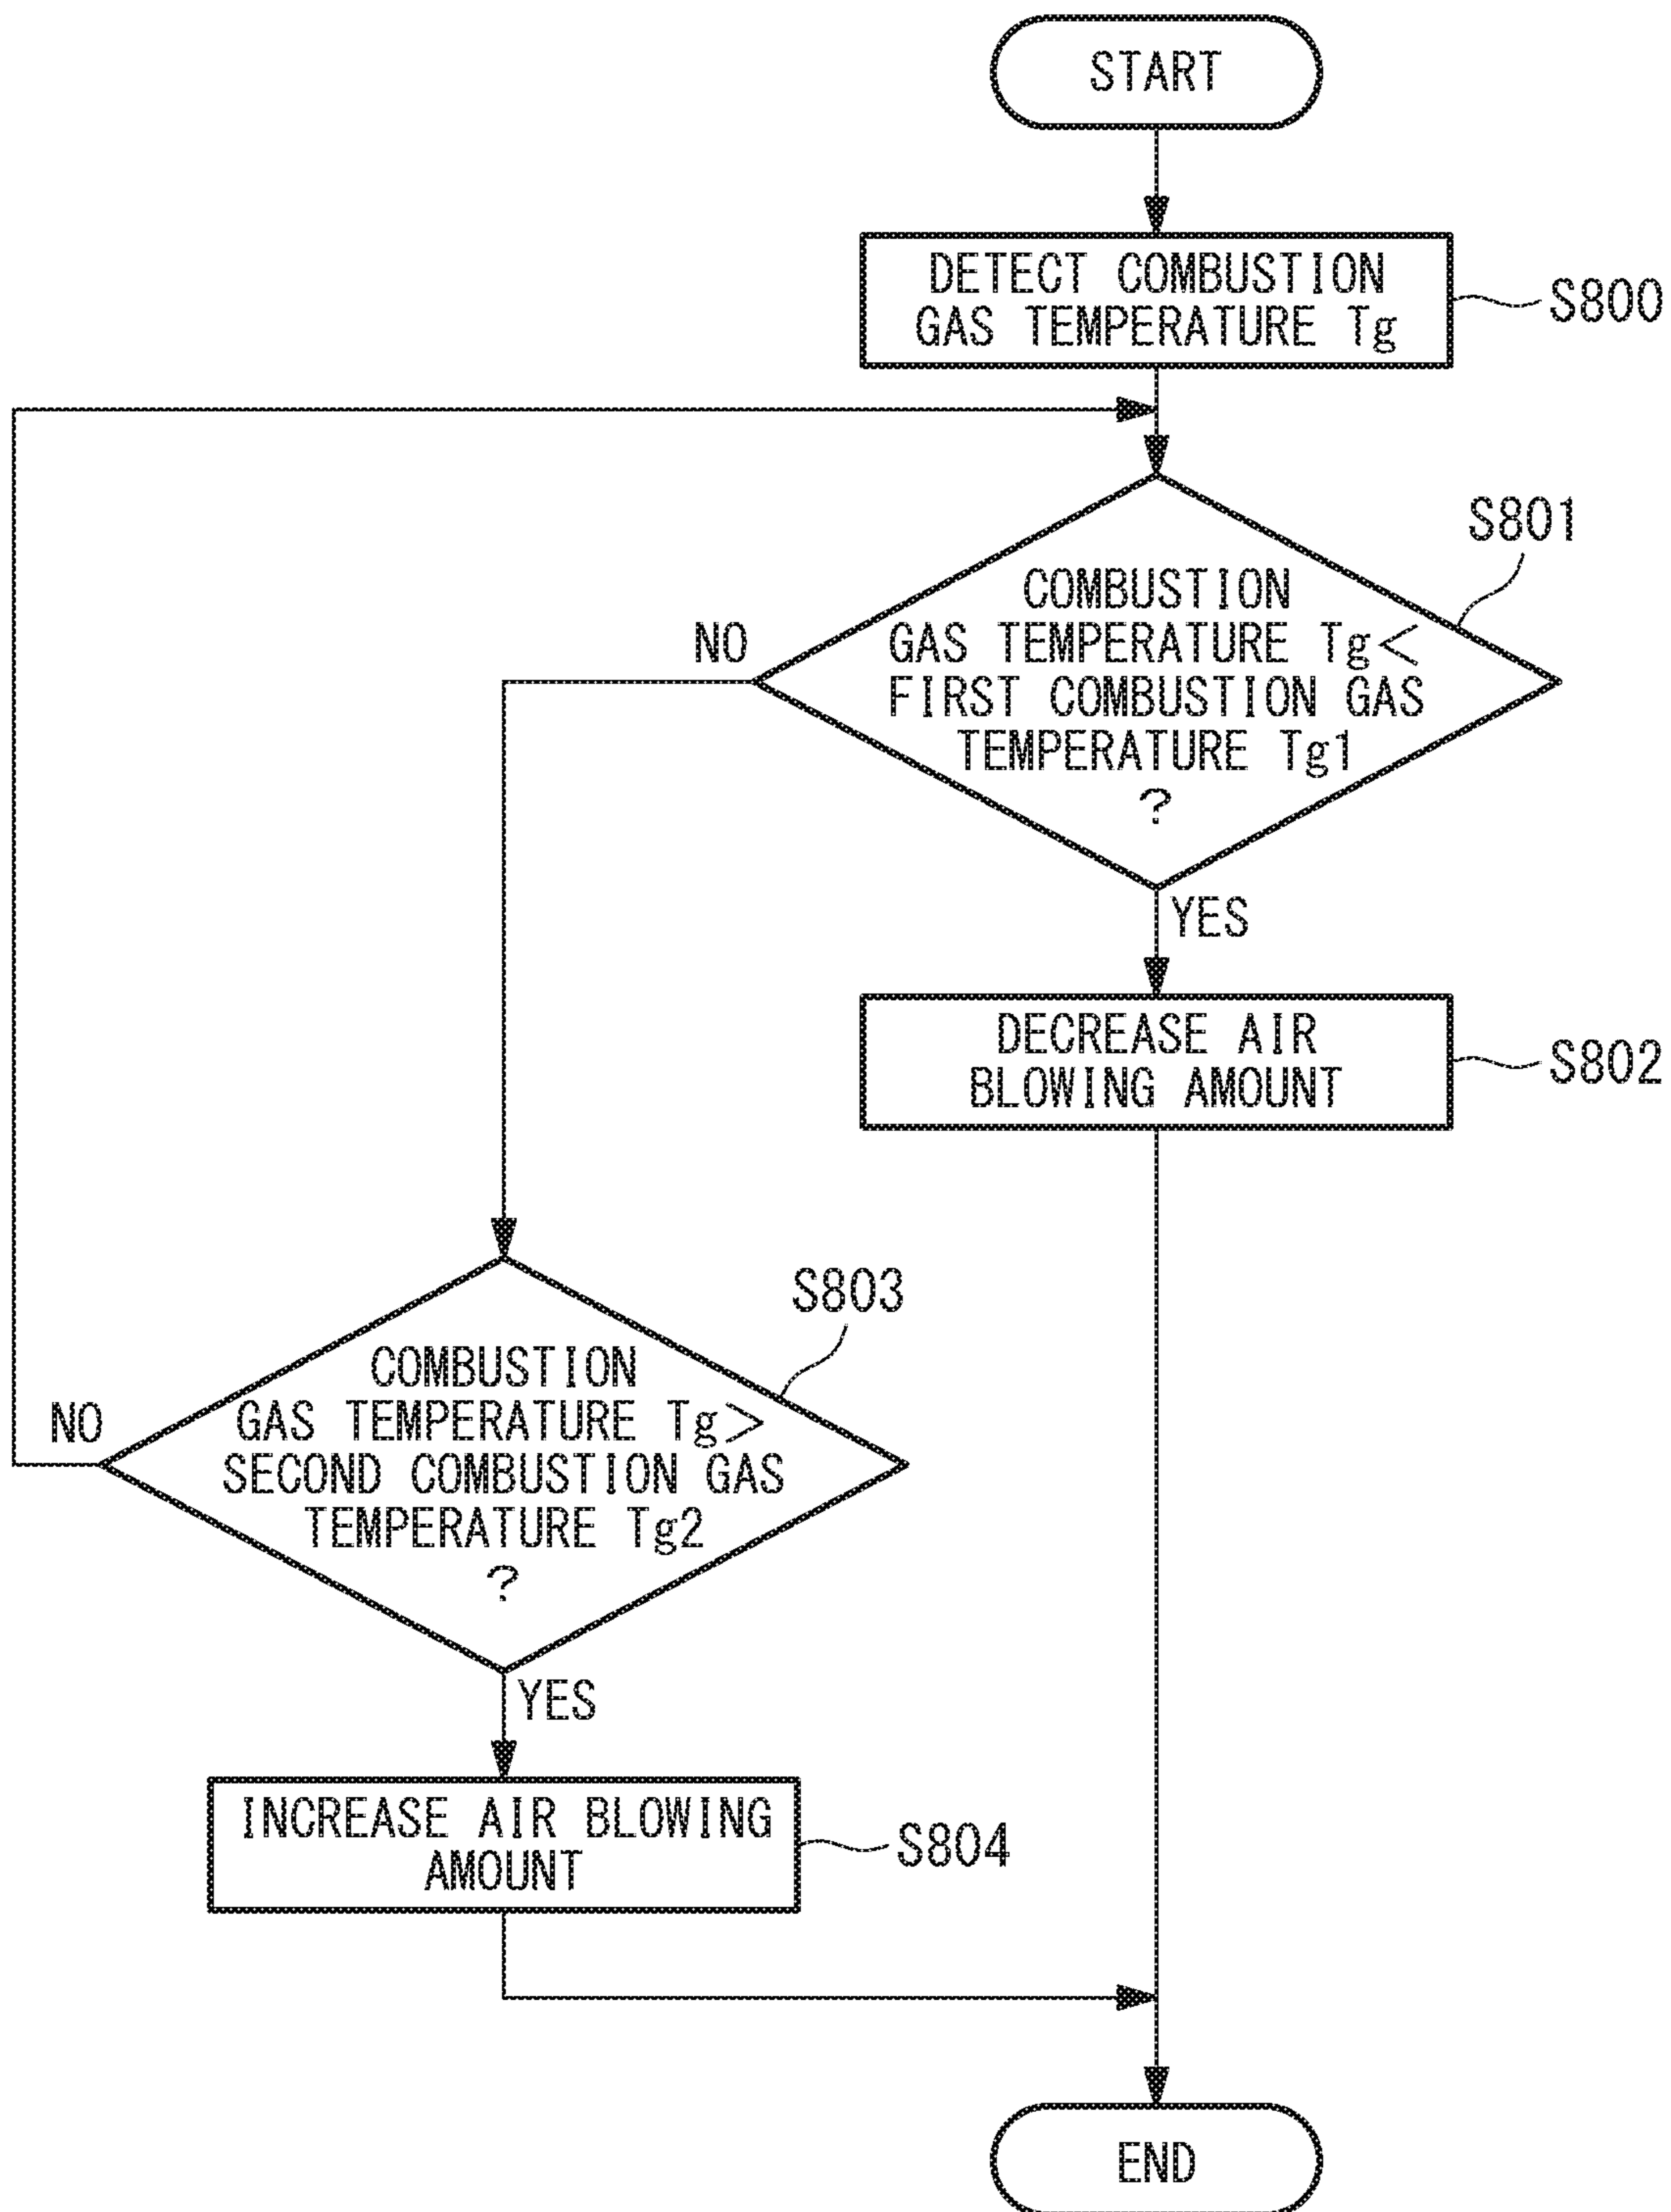 START
DETECT COMBUSTION
GAS TEMPERATURE Tg
S800
S801
COMBUSTION
GAS TEMPERATURE Tg<
FIRST COMBUSTION GAS
TEMPERATURE Tg1
?
NO
YES
DECREASE AIR
BLOWING AMOUNT
S802
S803
COMBUSTION
GAS TEMPERATURE Tg>
SECOND COMBUSTION GAS
TEMPERATURE Tg2
?
NO
YES
INCREASE AIR BLOWING
AMOUNT
S804
END